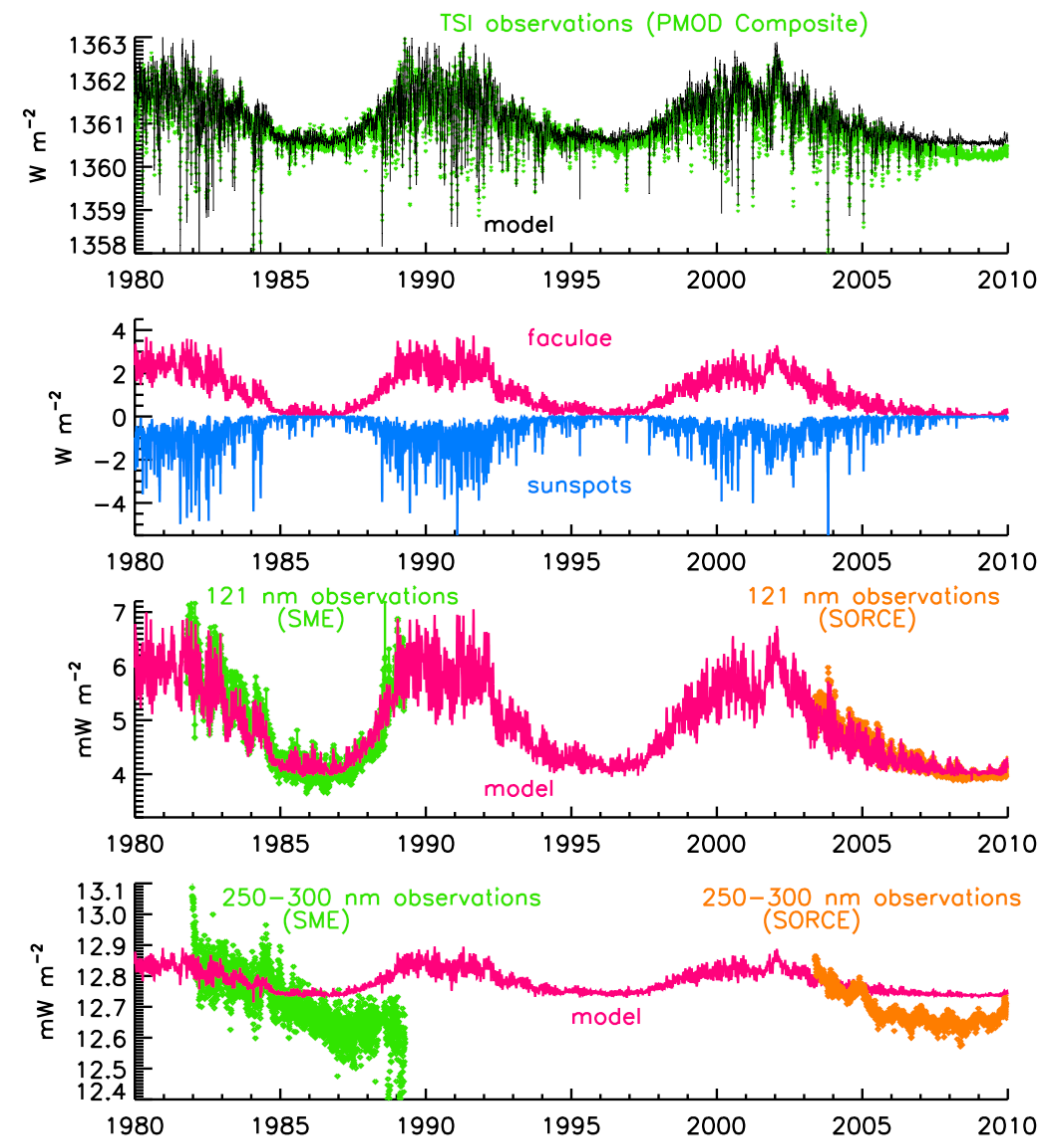 TSI observations (PMOD Composite)
1363
1362
1361
1360
1359
1358
W m⁻²
model
1980 1985 1990 1995 2000 2005 2010
4
2
0
−2
−4
W m⁻²
faculae
sunspots
1980 1985 1990 1995 2000 2005 2010
121 nm observations
(SME)
121 nm observations
(SORCE)
7
6
5
4
mW m⁻²
model
1980 1985 1990 1995 2000 2005 2010
250−300 nm observations
(SME)
250−300 nm observations
(SORCE)
13.1
13.0
12.9
12.8
12.7
12.6
12.5
12.4
mW m⁻²
model
1980 1985 1990 1995 2000 2005 2010